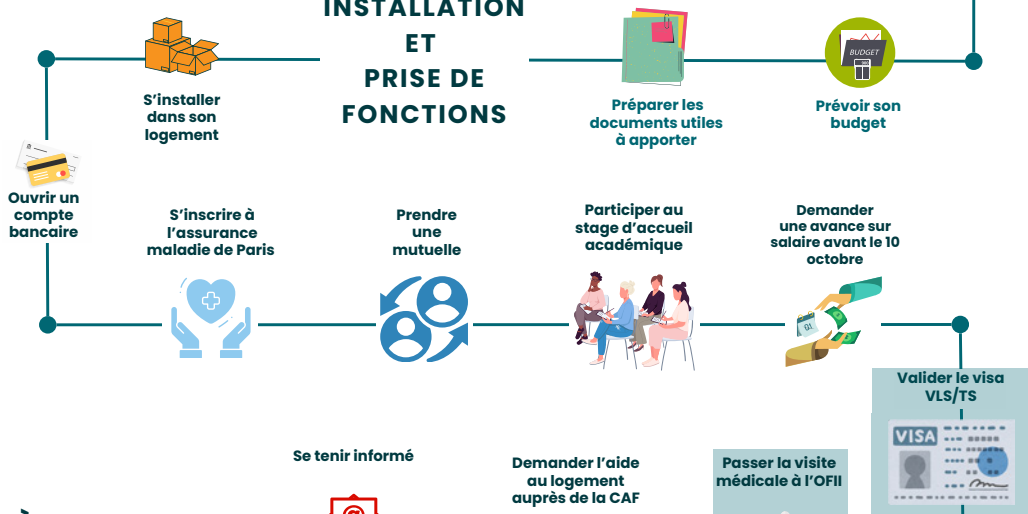 INSTALLATION
ET
PRISE DE
FONCTIONS
S'installer
dans son
logement
Préparer les
documents utiles
à apporter
BUDGET
Prévoir son
budget
Ouvrir un
compte
bancaire
S'inscrire à
l'assurance
maladie de Paris
Prendre
une
mutuelle
Participer au
stage d'accueil
académique
Demander
une avance sur
salaire avant le 10
octobre
01
Valider le visa
VLS/TS
VISA
Se tenir informé
@
Demander l'aide
au logement
auprès de la CAF
Passer la visite
médicale à l'OFII